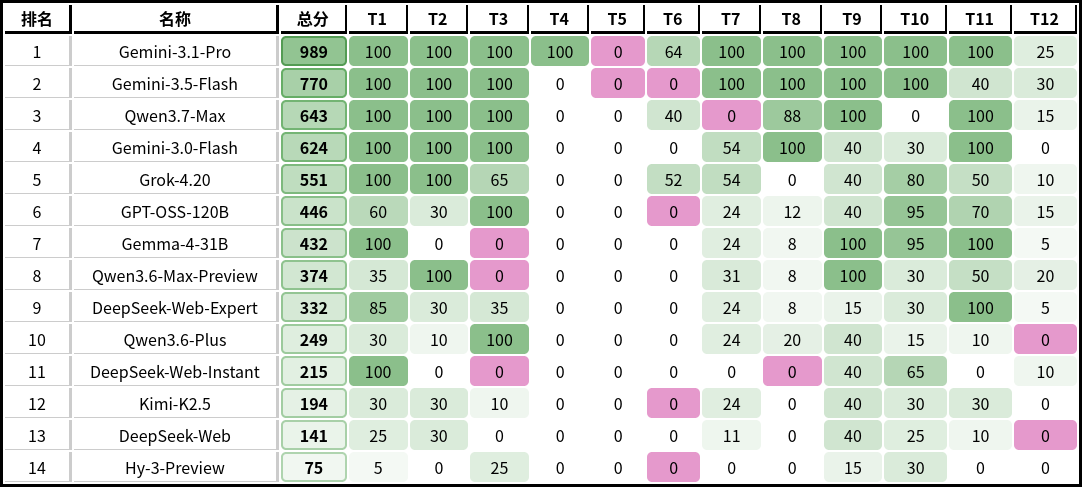 排名 名称 总分 T1 T2 T3 T4 T5 T6 T7 T8 T9 T10 T11 T12
1 Gemini-3.1-Pro 989 100 100 100 100 0 64 100 100 100 100 100 25
2 Gemini-3.5-Flash 770 100 100 100 0 0 0 100 100 100 100 40 30
3 Qwen3.7-Max 643 100 100 100 0 0 40 0 88 100 0 100 15
4 Gemini-3.0-Flash 624 100 100 100 0 0 0 54 100 40 30 100 0
5 Grok-4.20 551 100 100 65 0 0 52 54 0 40 80 50 10
6 GPT-OSS-120B 446 60 30 100 0 0 0 24 12 40 95 70 15
7 Gemma-4-31B 432 100 0 0 0 0 0 24 8 100 95 100 5
8 Qwen3.6-Max-Preview 374 35 100 0 0 0 0 31 8 100 30 50 20
9 DeepSeek-Web-Expert 332 85 30 35 0 0 0 24 8 15 30 100 5
10 Qwen3.6-Plus 249 30 10 100 0 0 0 24 20 40 15 10 0
11 DeepSeek-Web-Instant 215 100 0 0 0 0 0 0 0 40 65 0 10
12 Kimi-K2.5 194 30 30 10 0 0 0 24 0 40 30 30 0
13 DeepSeek-Web 141 25 30 0 0 0 0 11 0 40 25 10 0
14 Hy-3-Preview 75 5 0 25 0 0 0 0 0 15 30 0 0